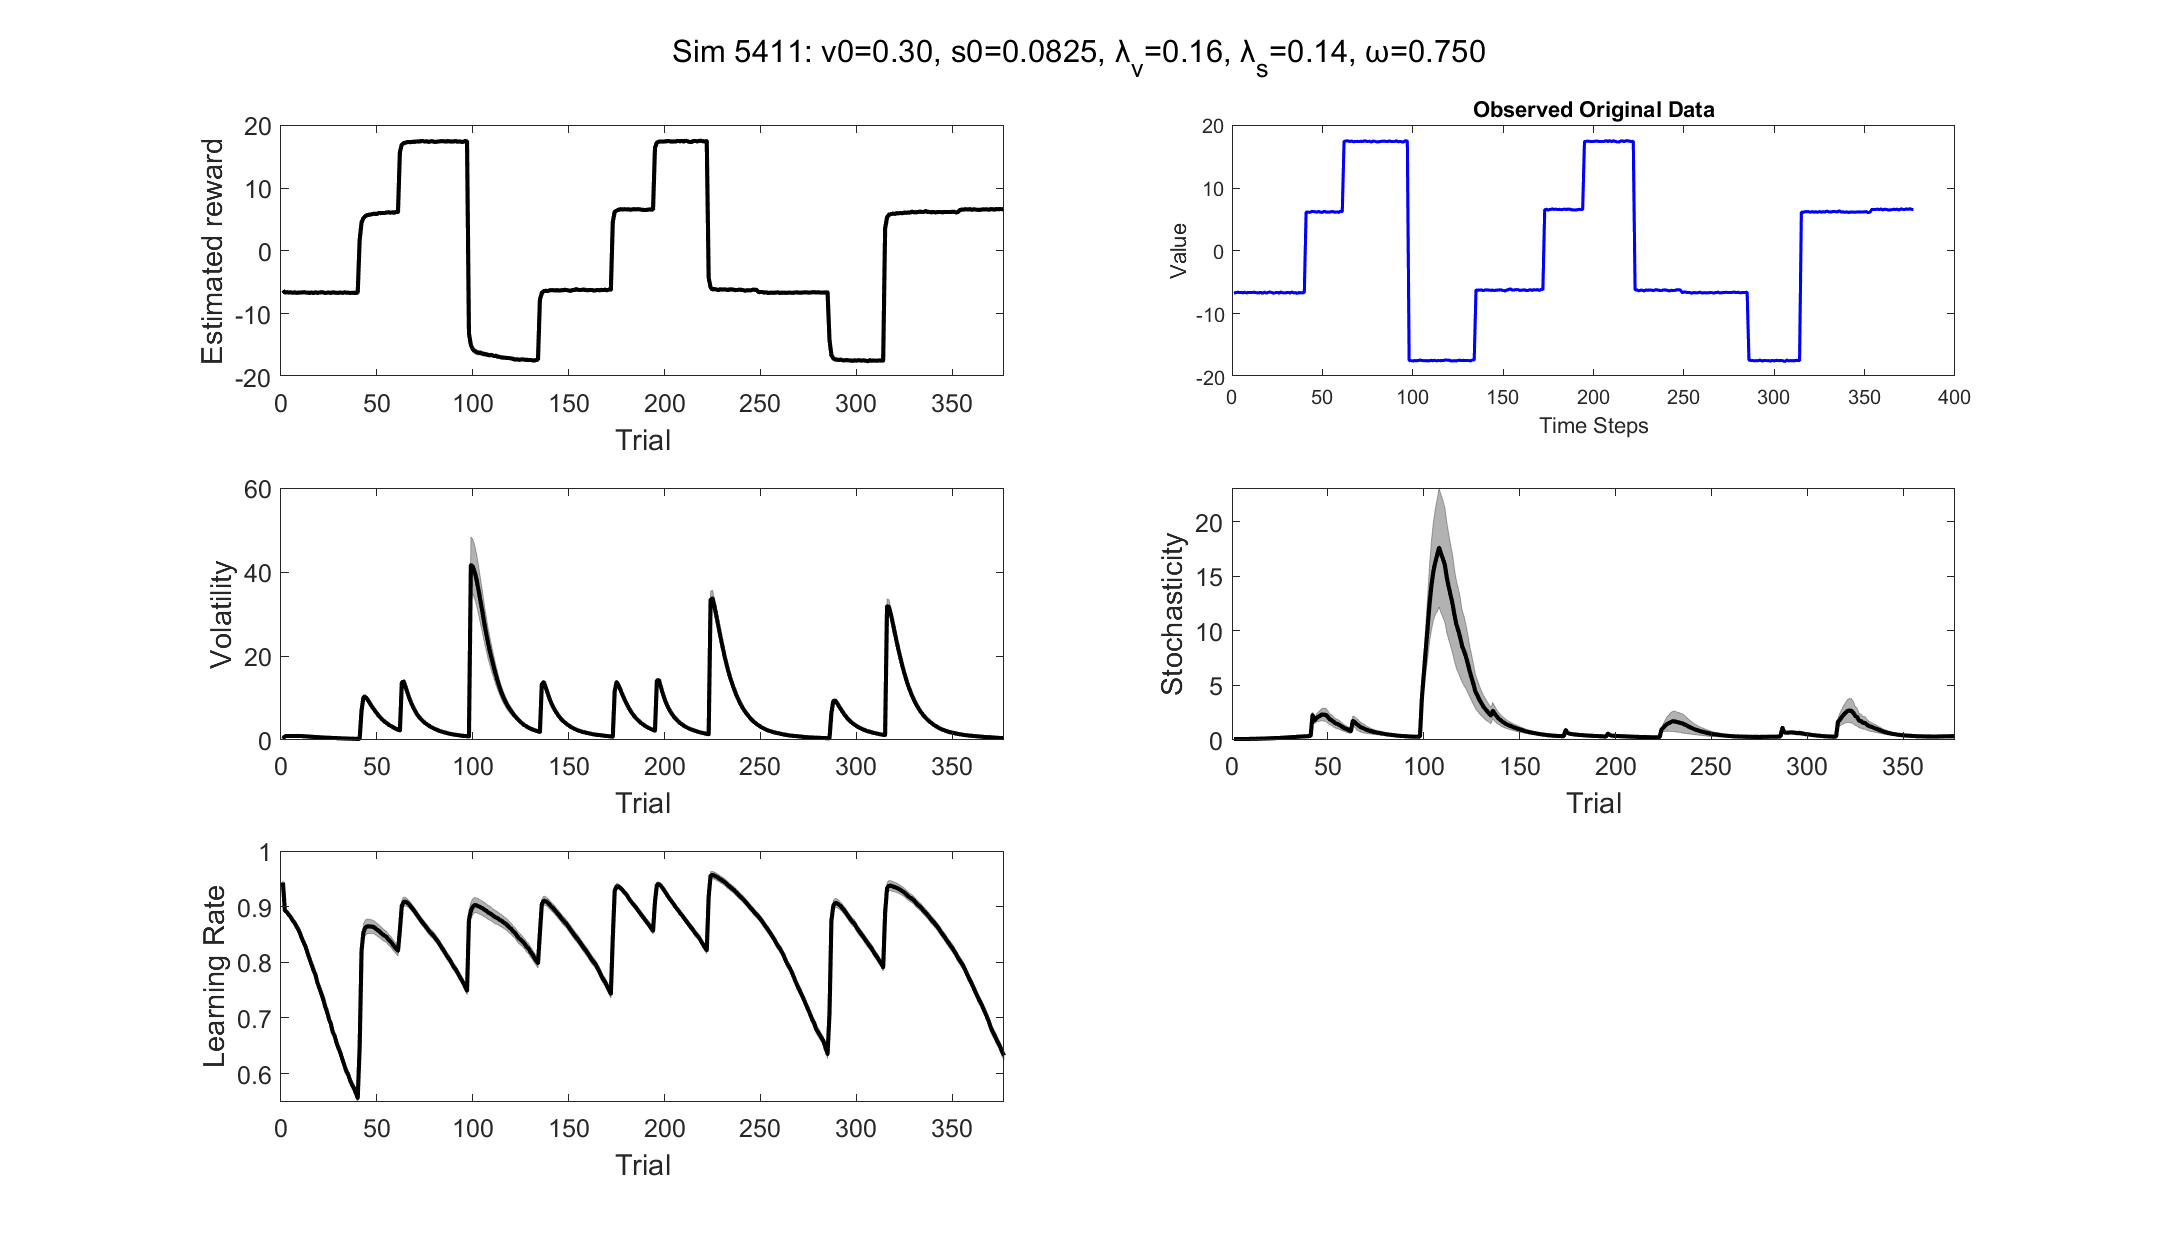 Sim 5411: v0=0.30, s0=0.0825, λv=0.16, λs=0.14, ω=0.750
Estimated reward
20
10
0
-10
-20
0 50 100 150 200 250 300 350
Trial
Observed Original Data
Value
20
10
0
-10
-20
0 50 100 150 200 250 300 350 400
Time Steps
Volatility
60
40
20
0
0 50 100 150 200 250 300 350
Trial
Stochasticity
20
15
10
5
0
0 50 100 150 200 250 300 350
Trial
Learning Rate
1
0.9
0.8
0.7
0.6
0 50 100 150 200 250 300 350
Trial